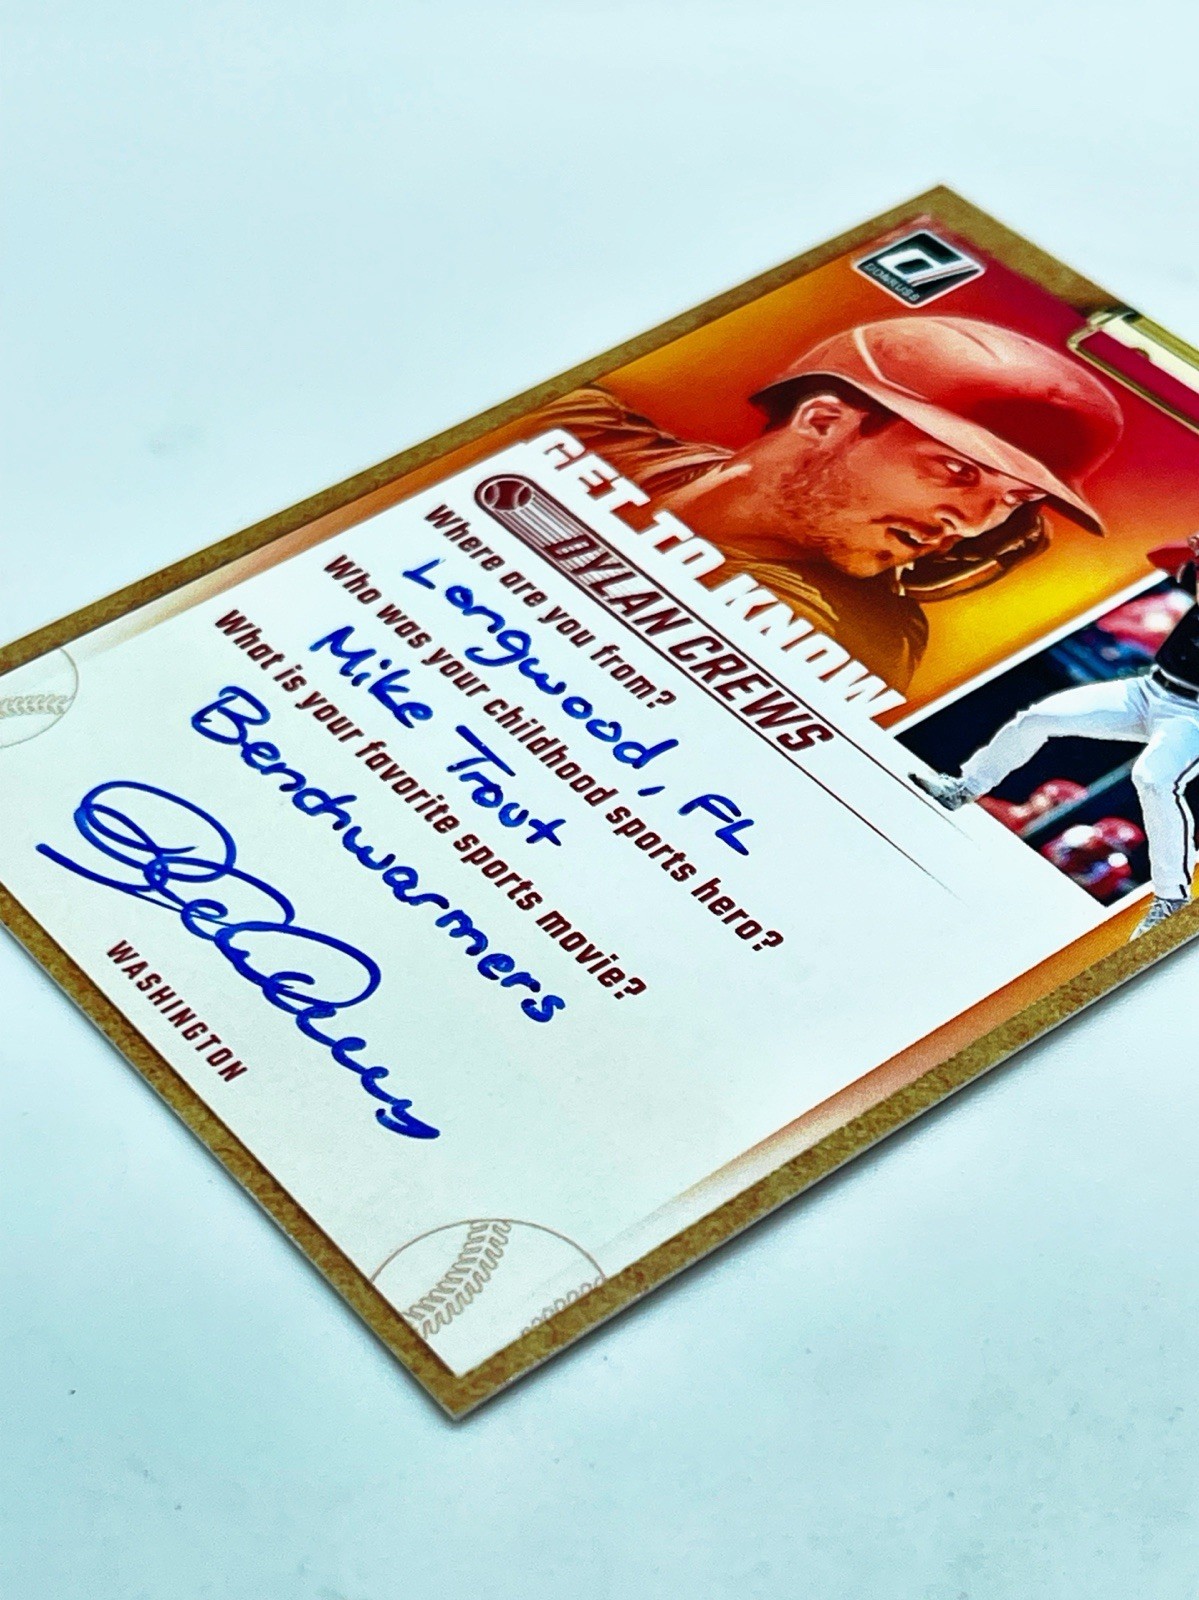 DONRUSS
GET TO KNOW
DYLAN CREWS
Where are you from?
Longwood, FL
Who was your childhood sports hero?
Mike Trout
What is your favorite sports movie?
Benchwarmers
WASHINGTON